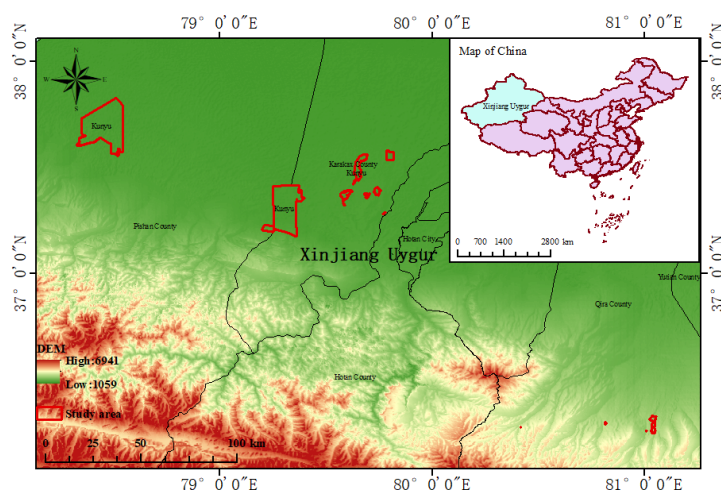 79° 0'0"E
80° 0'0"E
81° 0'0"E
38° 0'0"N
37° 0'0"N
N
W
E
S
Map of China
Xinjiang Uygur
0 700 1400 2800 km
Kunyu
Karakax County
Kunyu
Kunyu
Pishan County
Hotan City
Xinjiang Uygur
Yutian County
Qira County
Hotan County
DEM
High:6941
Low:1059
Study area
0 25 50 100 km
79° 0'0"E
80° 0'0"E
81° 0'0"E
38° 0'0"N
37° 0'0"N